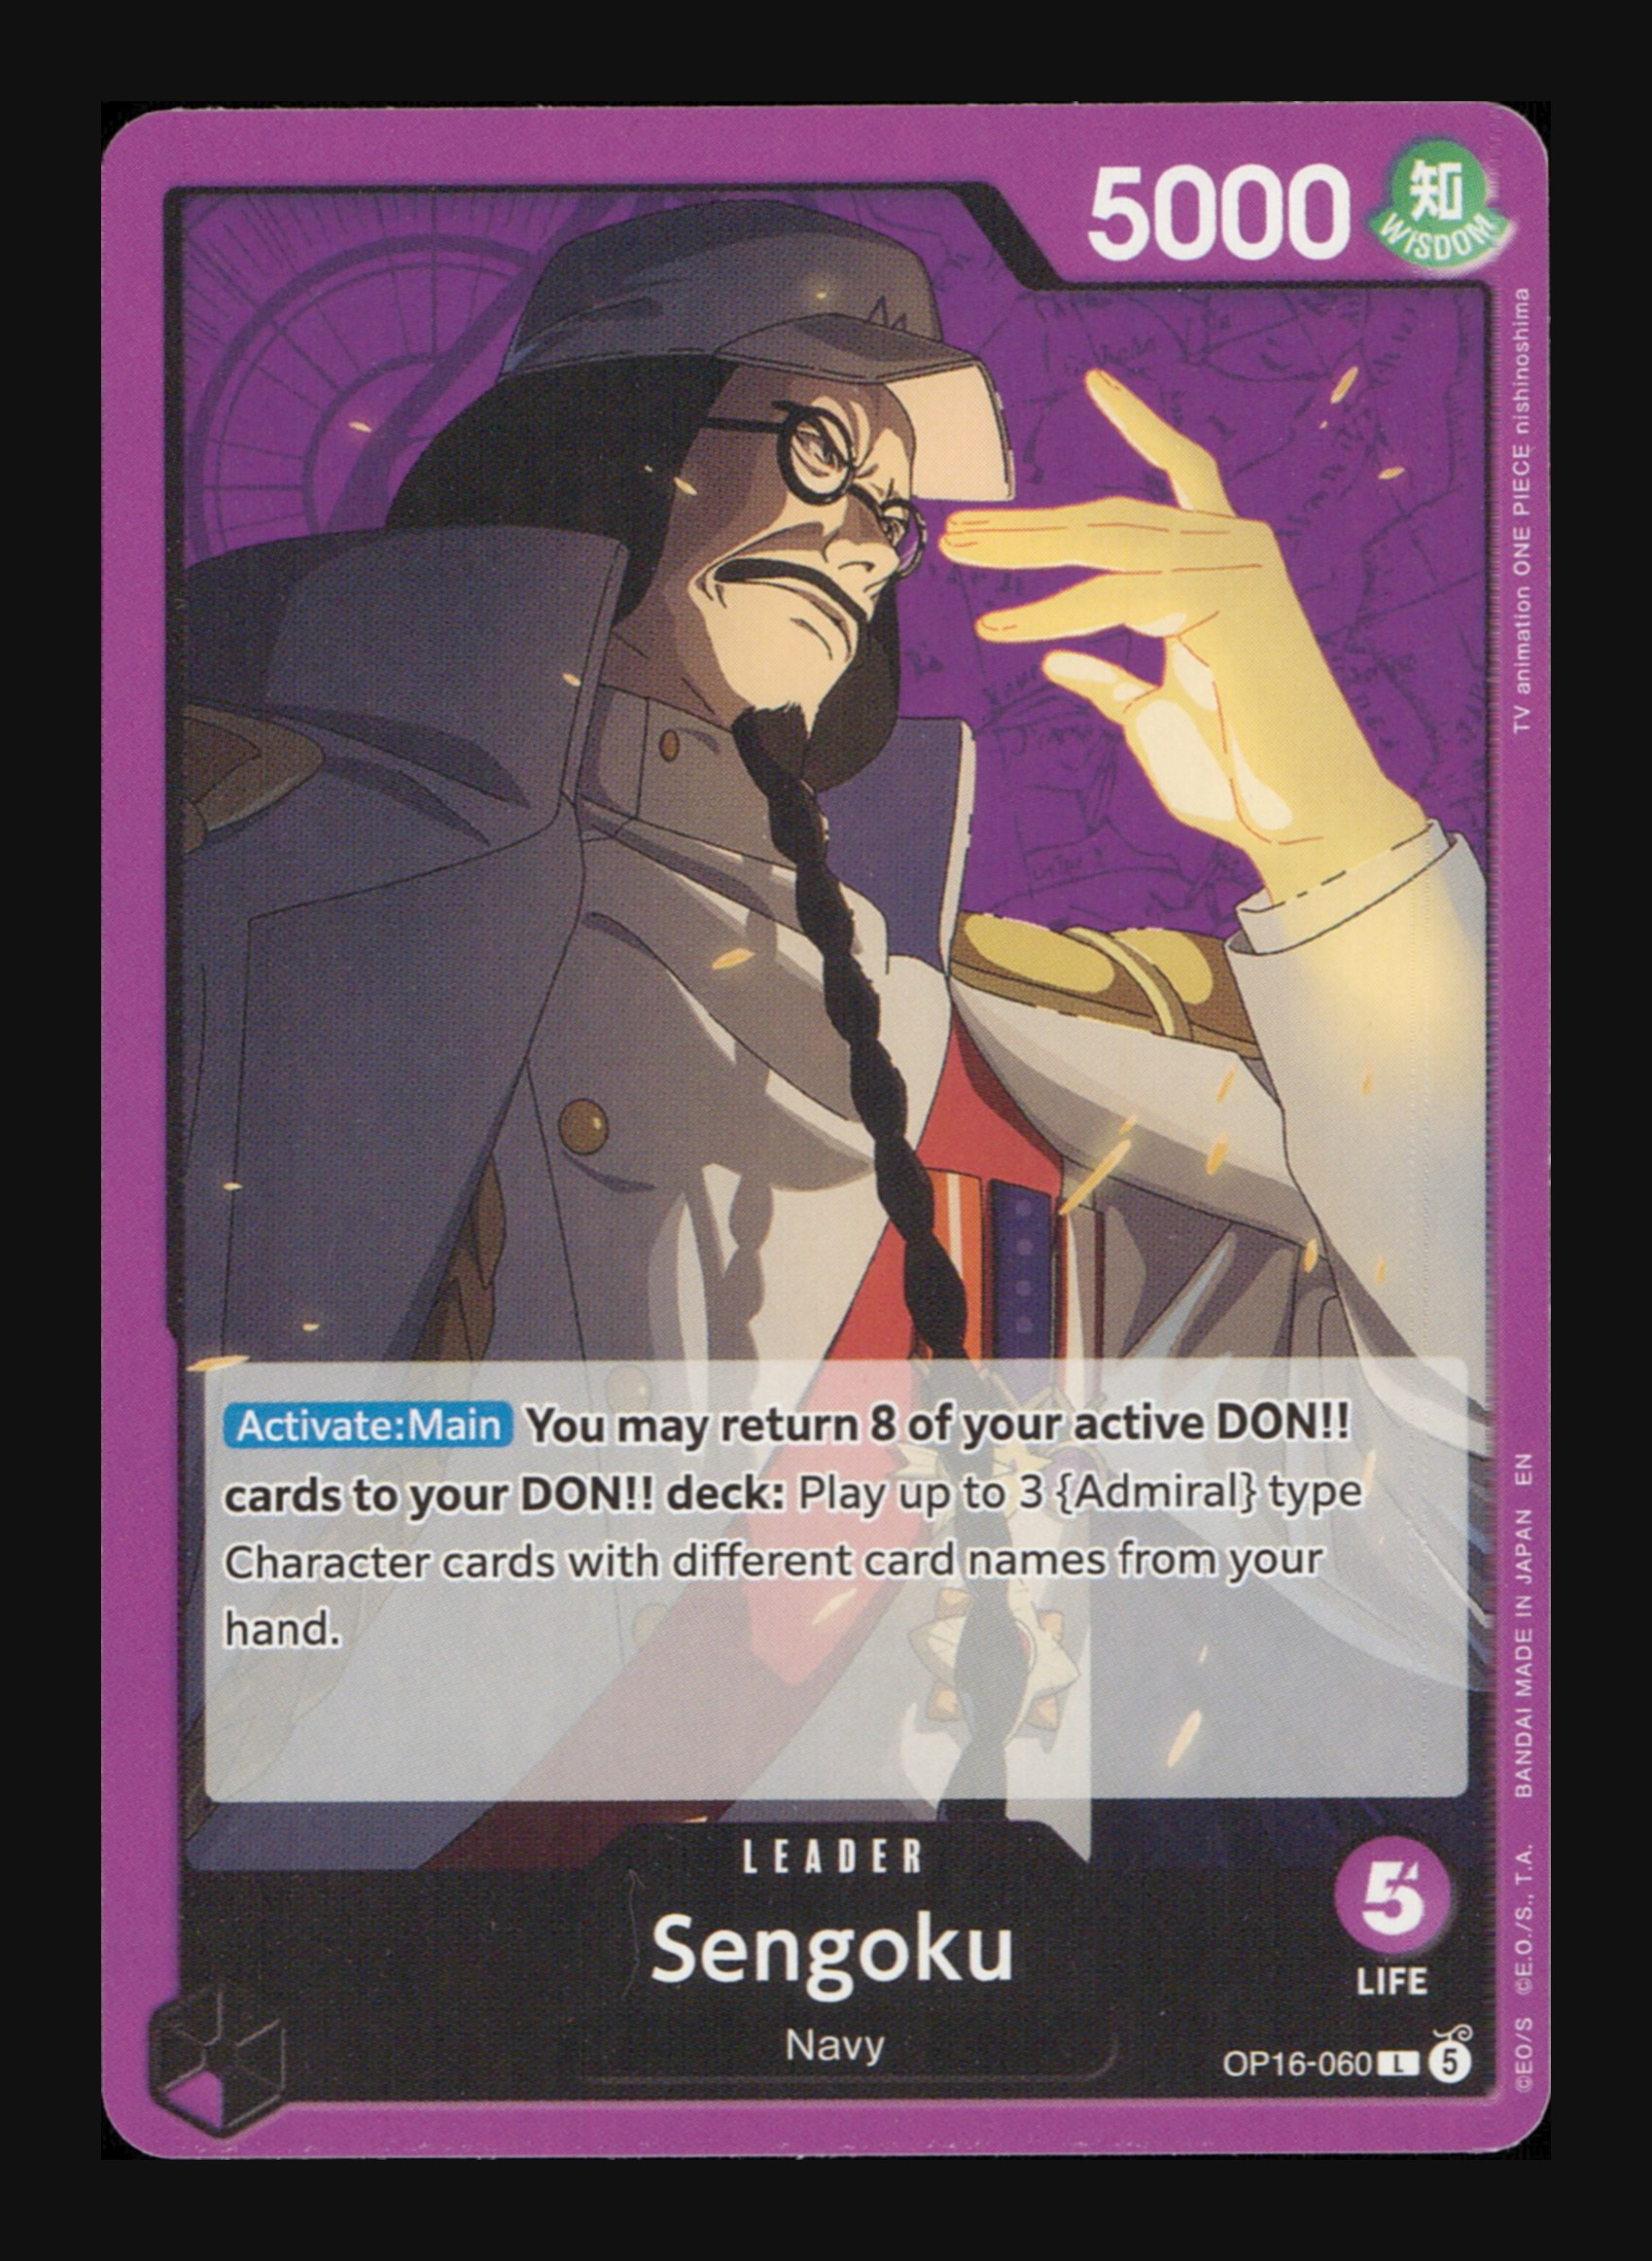 5000
知
WISDOM
TV animation ONE PIECE nishinoshima
Activate:Main You may return 8 of your active DON!!
cards to your DON!! deck: Play up to 3 {Admiral} type
Character cards with different card names from your
hand.
LEADER
Sengoku
Navy
5
LIFE
OP16-060 L 5
©EO/S ©E.O./S., T.A. BANDAI MADE IN JAPAN EN